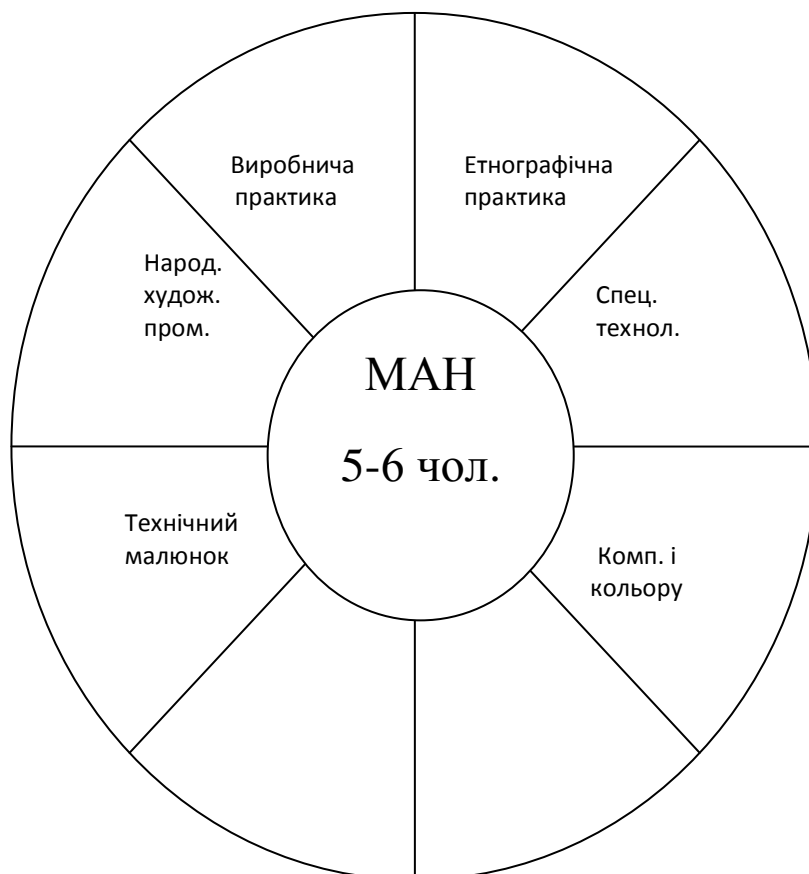 Виробнича
практика
Етнографічна
практика
Народ.
худож.
пром.
Спец.
технол.
МАН
5-6 чол.
Технічний
малюнок
Комп. і
кольору